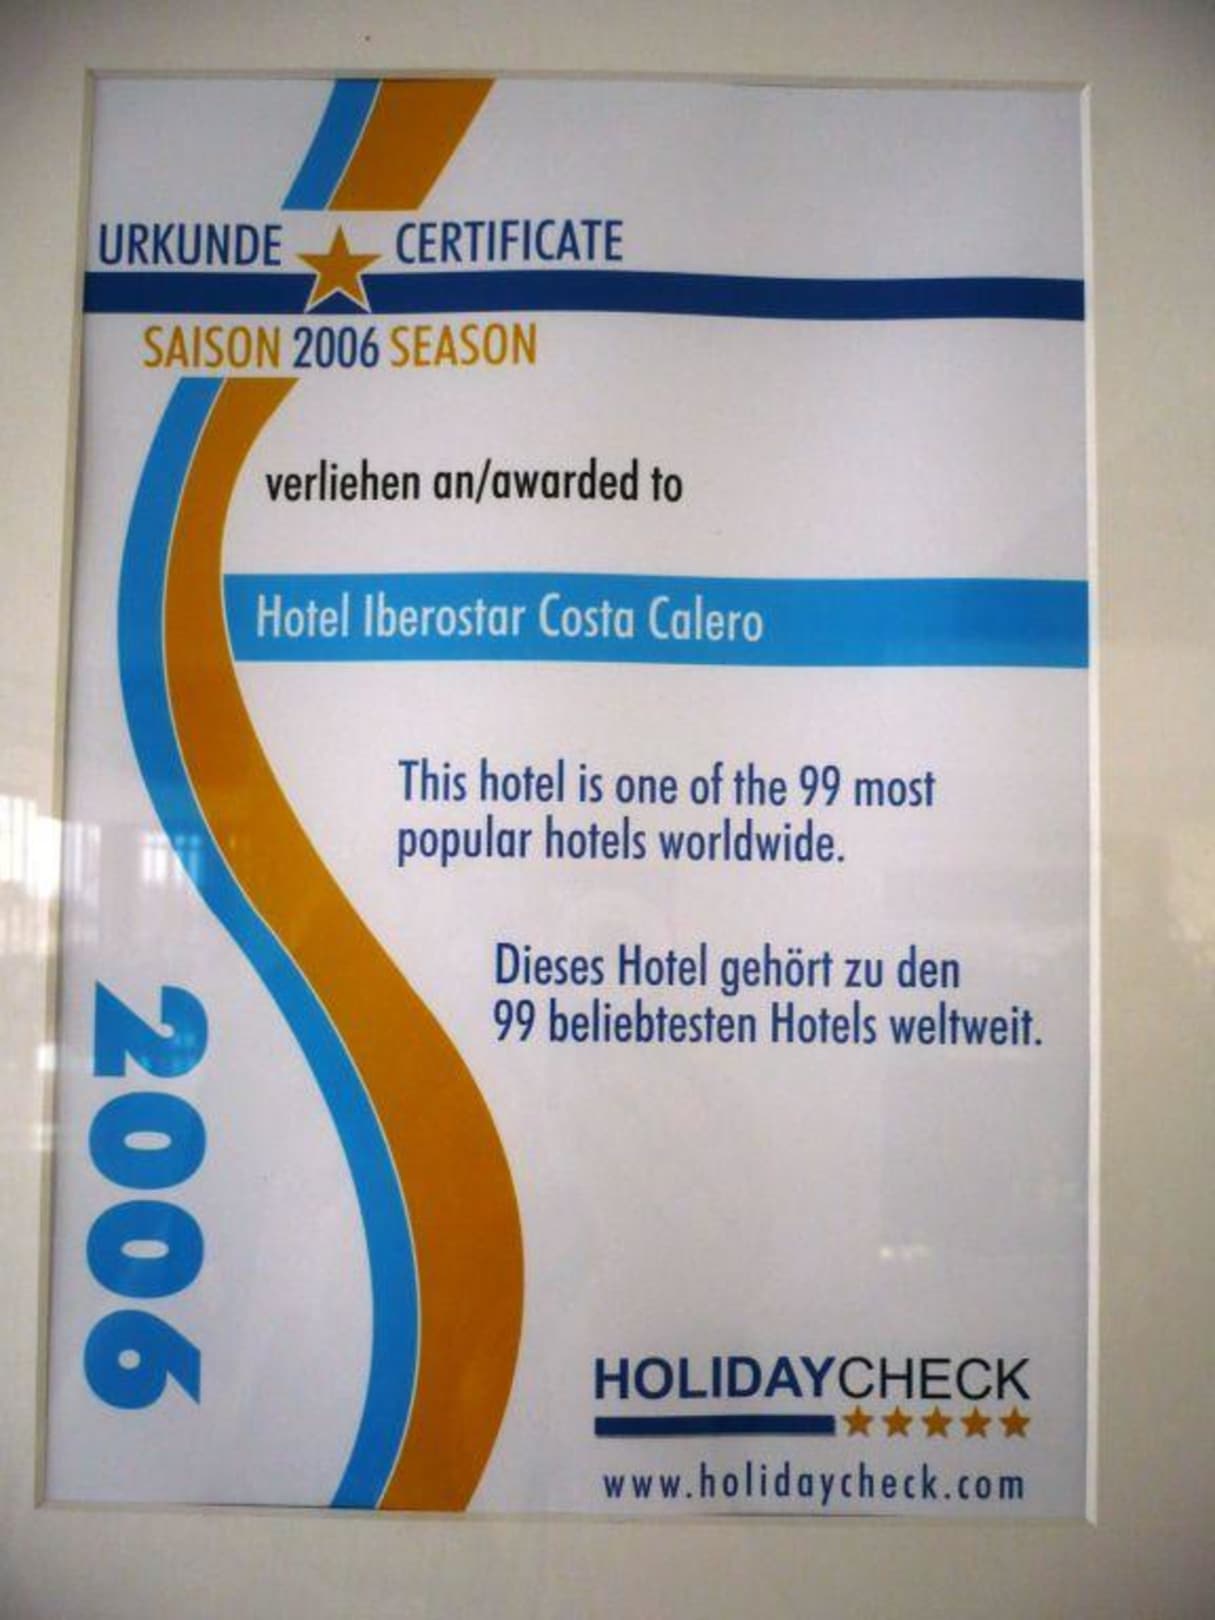 URKUNDE CERTIFICATE
SAISON 2006 SEASON
verliehen an/awarded to
Hotel Iberostar Costa Calero
This hotel is one of the 99 most
popular hotels worldwide.
Dieses Hotel gehört zu den
99 beliebtesten Hotels weltweit.
2006
HOLIDAYCHECK
www.holidaycheck.com